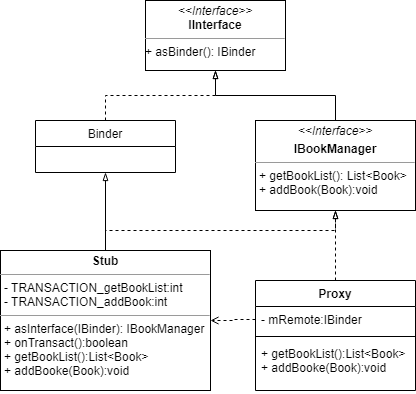 <<Interface>>
IInterface
+ asBinder(): IBinder
Binder
<<Interface>>
IBookManager
+ getBookList(): List<Book>
+ addBook(Book):void
Stub
- TRANSACTION_getBookList:int
- TRANSACTION_addBook:int
+ asInterface(IBinder): IBookManager
+ onTransact():boolean
+ getBookList():List<Book>
+ addBooke(Book):void
Proxy
- mRemote:IBinder
+ getBookList():List<Book>
+ addBooke(Book):void